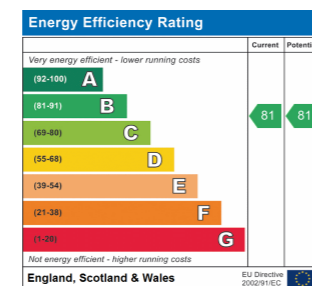 Energy Efficiency Rating
Current Potenti
Very energy efficient - lower running costs
(92-100) A
(81-91) B
81 81
(69-80) C
(55-68) D
(39-54) E
(21-38) F
(1-20) G
Not energy efficient - higher running costs
England, Scotland & Wales
EU Directive
2002/91/EC